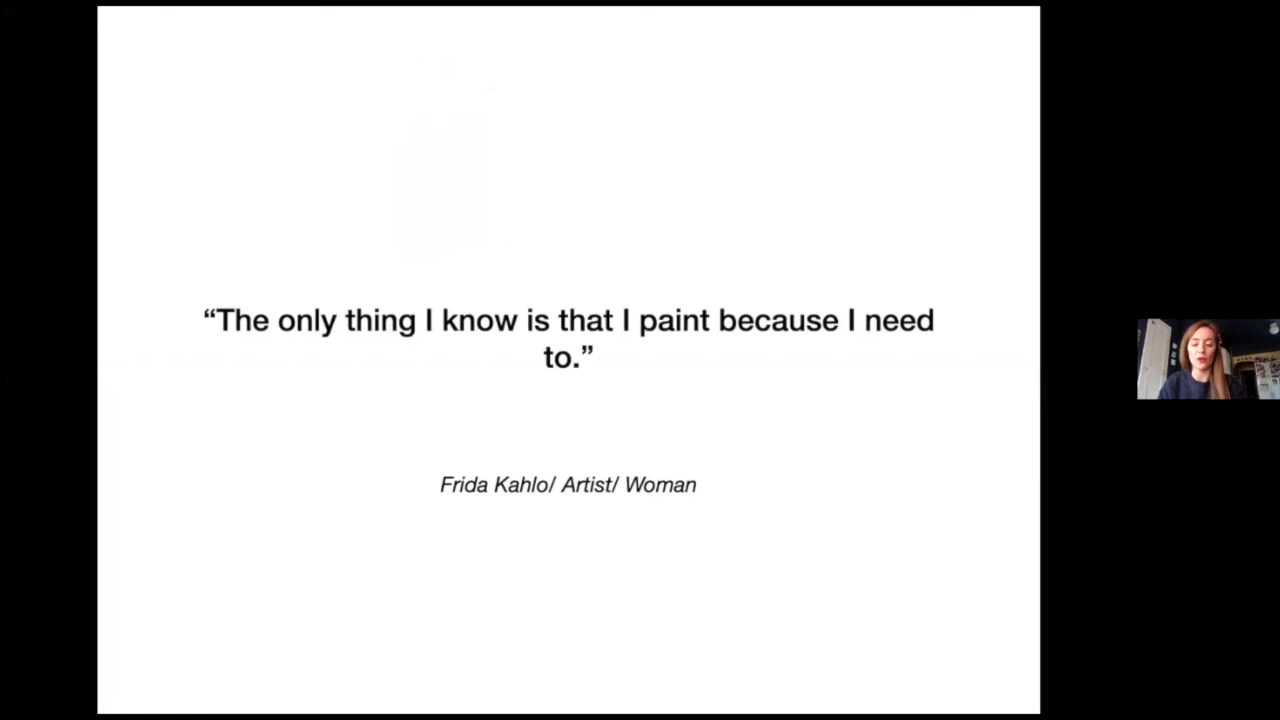 “The only thing I know is that I paint because I need
to.”
Frida Kahlo/ Artist/ Woman